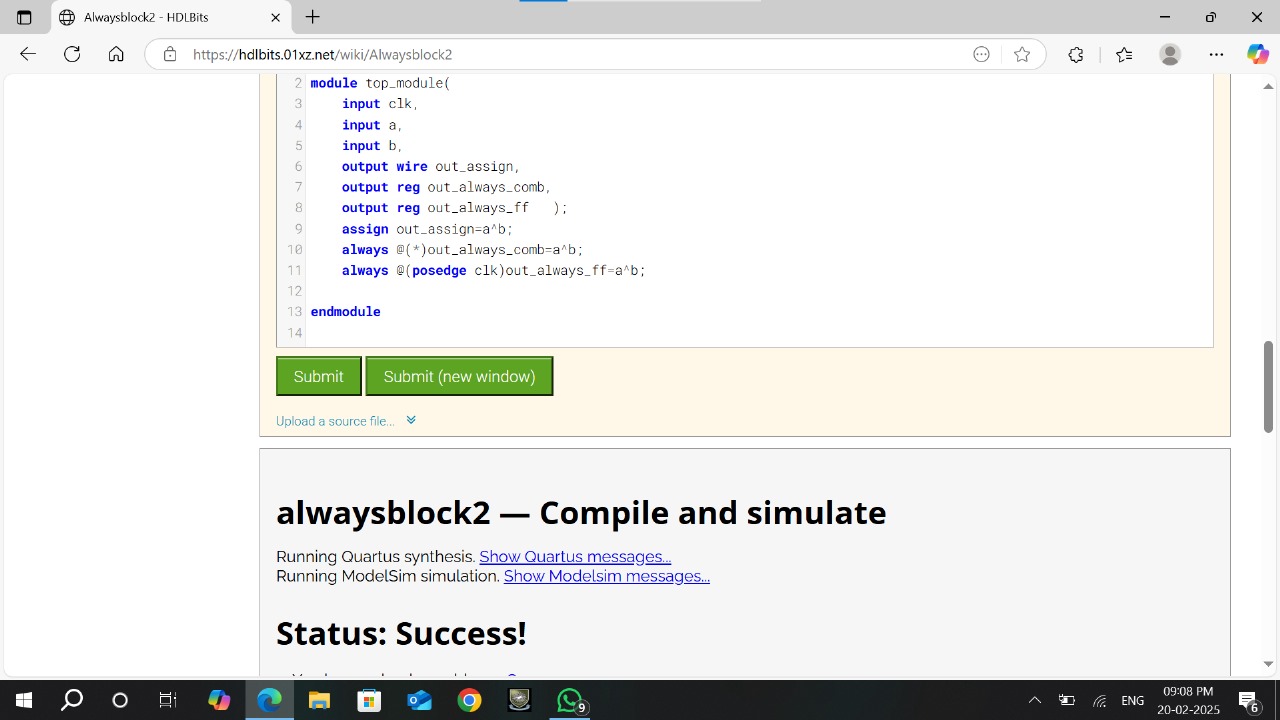 Alwaysblock2 - HDLBits
https://hdlbits.01xz.net/wiki/Alwaysblock2
2 module top_module(
3 input clk,
4 input a,
5 input b,
6 output wire out_assign,
7 output reg out_always_comb,
8 output reg out_always_ff );
9 assign out_assign=a^b;
10 always @(*)out_always_comb=a^b;
11 always @(posedge clk)out_always_ff=a^b;
12
13 endmodule
14
Submit Submit (new window)
Upload a source file...
alwaysblock2 — Compile and simulate
Running Quartus synthesis. Show Quartus messages...
Running ModelSim simulation. Show Modelsim messages...
Status: Success!
ENG
09:08 PM
20-02-2025
9
6